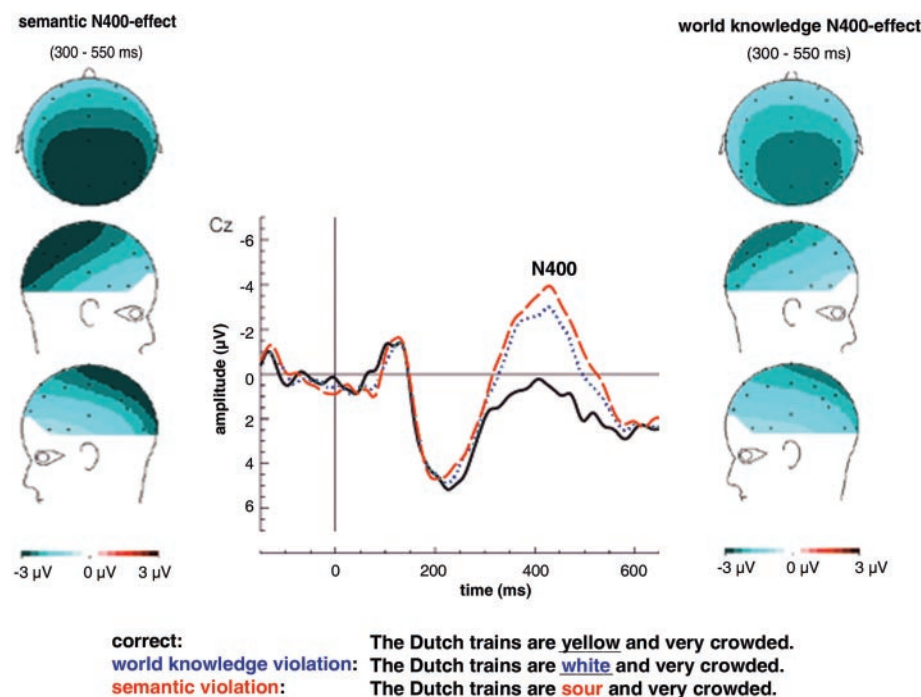 semantic N400-effect
(300 - 550 ms)
world knowledge N400-effect
(300 - 550 ms)
Cz
-6
-4
-2
0
2
4
6
amplitude (µV)
N400
0
200
400
600
time (ms)
-3 µV 0 µV 3 µV
-3 µV 0 µV 3 µV
correct: The Dutch trains are yellow and very crowded.
world knowledge violation: The Dutch trains are white and very crowded.
semantic violation: The Dutch trains are sour and very crowded.